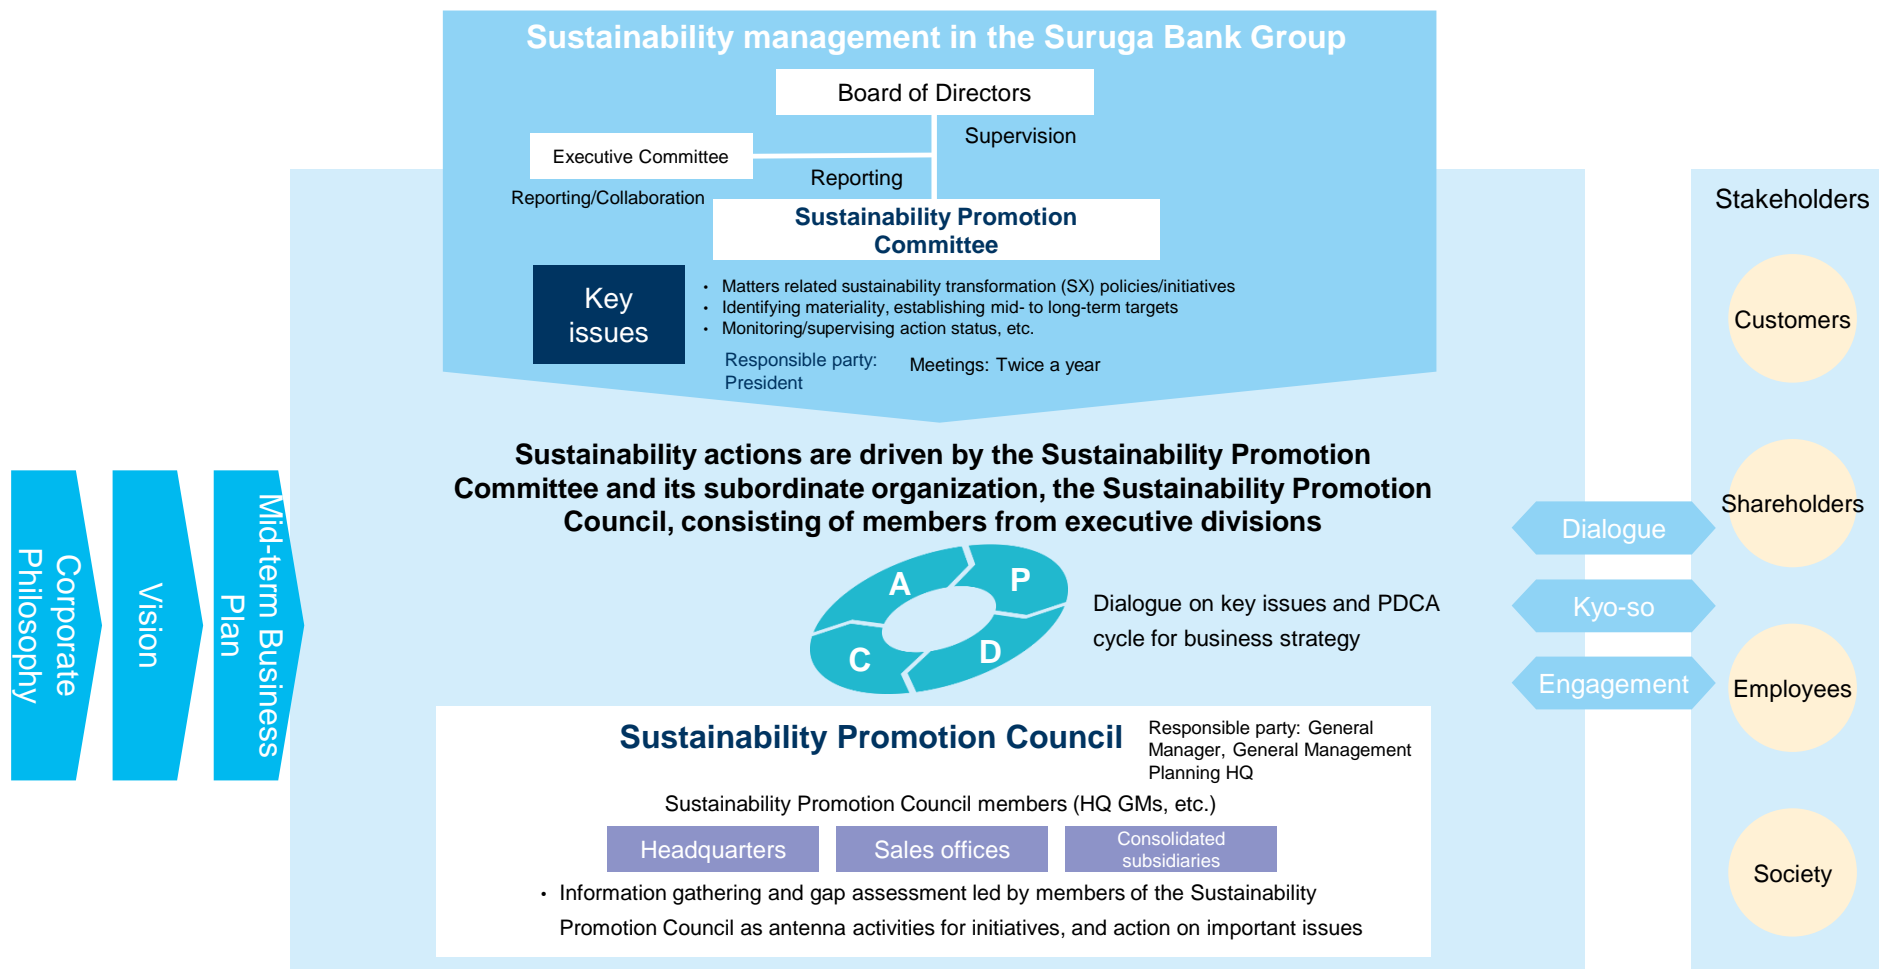 Sustainability management in the Suruga Bank Group
Board of Directors
Supervision
Executive Committee
Reporting
Reporting/Collaboration
Sustainability Promotion
Committee
Key
issues
• Matters related sustainability transformation (SX) policies/initiatives
• Identifying materiality, establishing mid- to long-term targets
• Monitoring/supervising action status, etc.
Responsible party:
President
Meetings: Twice a year
Sustainability actions are driven by the Sustainability Promotion
Committee and its subordinate organization, the Sustainability Promotion
Council, consisting of members from executive divisions
Corporate
Philosophy
Vision
Mid-term Business
Plan
A
P
C
D
Dialogue on key issues and PDCA
cycle for business strategy
Sustainability Promotion Council
Responsible party: General
Manager, General Management
Planning HQ
Sustainability Promotion Council members (HQ GMs, etc.)
Headquarters
Sales offices
Consolidated
subsidiaries
• Information gathering and gap assessment led by members of the Sustainability
Promotion Council as antenna activities for initiatives, and action on important issues
Dialogue
Kyo-so
Engagement
Stakeholders
Customers
Shareholders
Employees
Society